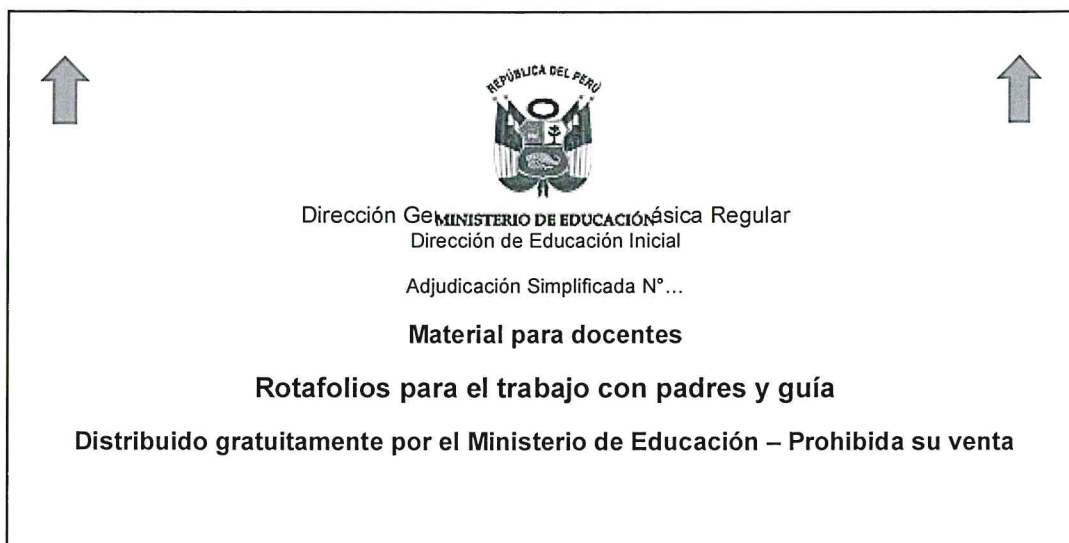 REPÚBLICA DEL PERÚ
MINISTERIO DE EDUCACIÓN
Dirección Ge ásica Regular
Dirección de Educación Inicial
Adjudicación Simplificada N°...
Material para docentes
Rotafolios para el trabajo con padres y guía
Distribuido gratuitamente por el Ministerio de Educación – Prohibida su venta